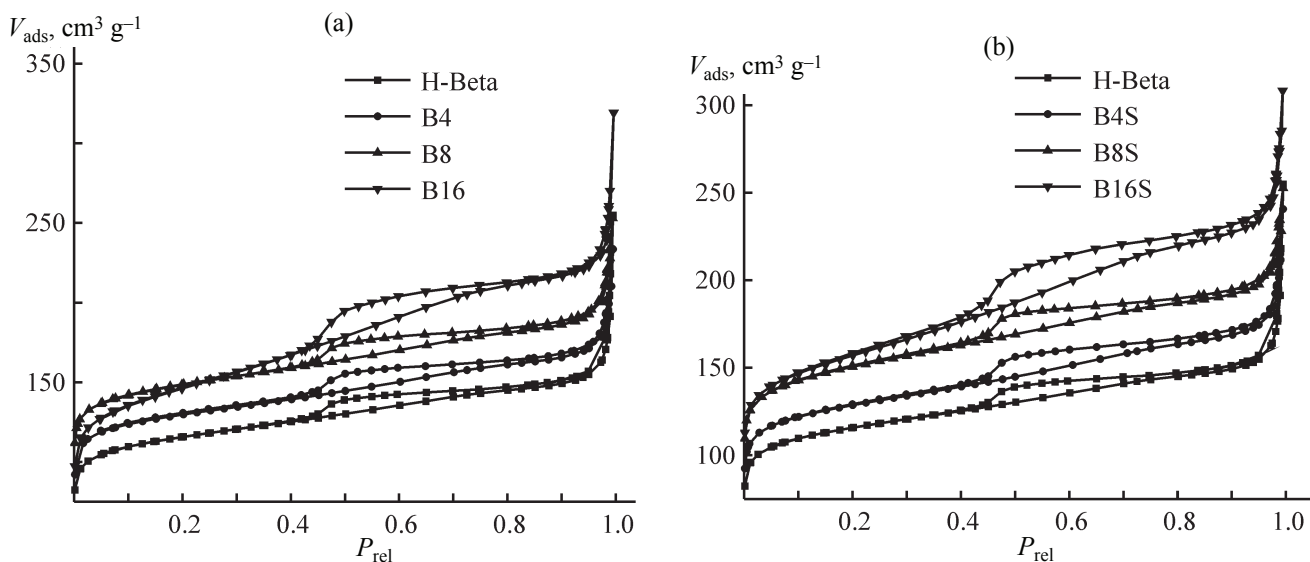 (a)
V_ads, cm³ g⁻¹
350
250
150
H-Beta
B4
B8
B16
0.2 0.4 0.6 0.8 1.0
P_rel
(b)
V_ads, cm³ g⁻¹
300
250
200
150
100
H-Beta
B4S
B8S
B16S
0.2 0.4 0.6 0.8 1.0
P_rel